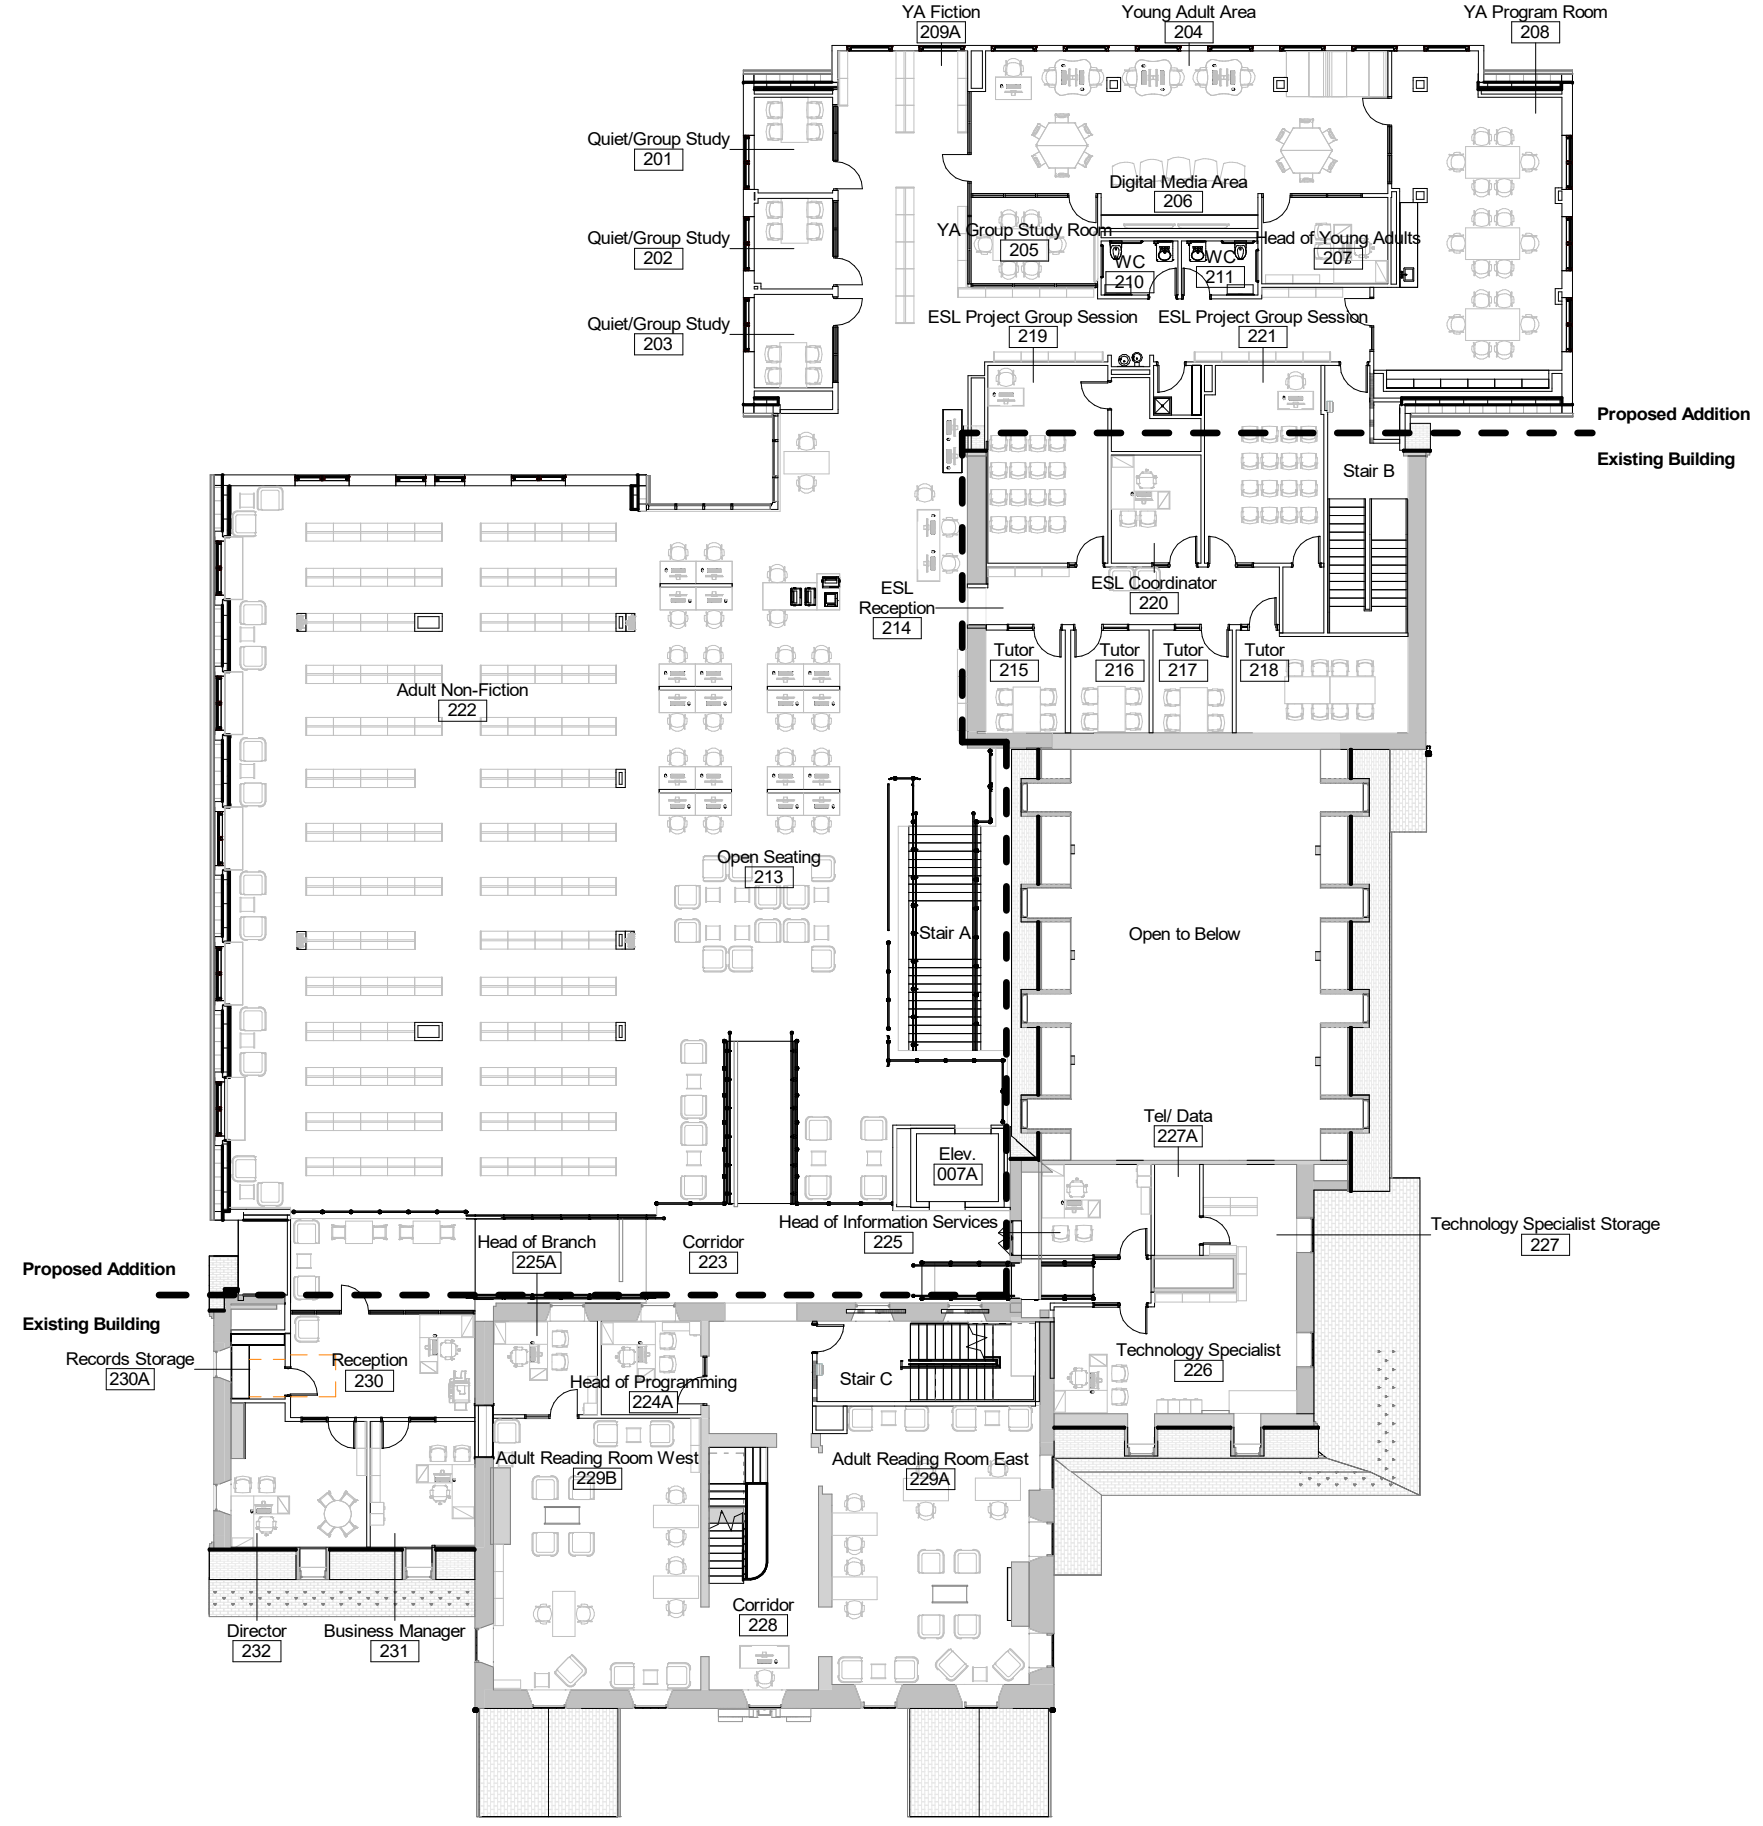 YA Fiction
209A
Young Adult Area
204
YA Program Room
208
Quiet/Group Study
201
Digital Media Area
206
Quiet/Group Study
202
YA Group Study Room
205
WC
210
WC
211
Head of Young Adults
207
Quiet/Group Study
203
ESL Project Group Session
219
ESL Project Group Session
221
Proposed Addition
Existing Building
Stair B
ESL
Reception
214
ESL Coordinator
220
Tutor
215
Tutor
216
Tutor
217
Tutor
218
Adult Non-Fiction
222
Open Seating
213
Stair A
Open to Below
Tel/ Data
227A
Elev.
007A
Head of Information Services
225
Technology Specialist Storage
227
Head of Branch
225A
Corridor
223
Proposed Addition
Existing Building
Records Storage
230A
Reception
230
Head of Programming
224A
Stair C
Technology Specialist
226
Adult Reading Room West
229B
Adult Reading Room East
229A
Corridor
228
Director
232
Business Manager
231